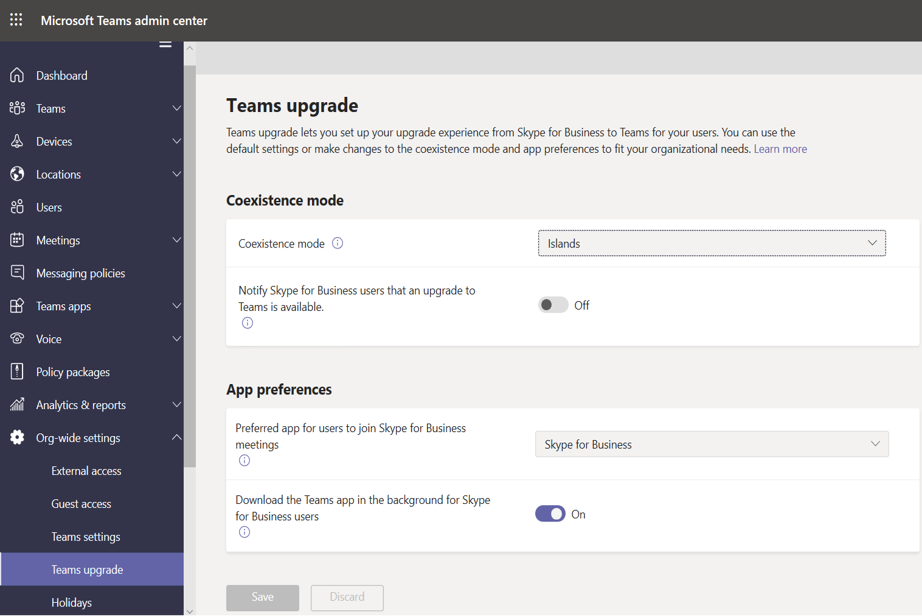 Microsoft Teams admin center
Dashboard
Teams
Devices
Locations
Users
Meetings
Messaging policies
Teams apps
Voice
Policy packages
Analytics & reports
Org-wide settings
External access
Guest access
Teams settings
Teams upgrade
Holidays
Teams upgrade
Teams upgrade lets you set up your upgrade experience from Skype for Business to Teams for your users. You can use the
default settings or make changes to the coexistence mode and app preferences to fit your organizational needs. Learn more
Coexistence mode
Coexistence mode
Islands
Notify Skype for Business users that an upgrade to
Teams is available.
Off
App preferences
Preferred app for users to join Skype for Business
meetings
Skype for Business
Download the Teams app in the background for Skype
for Business users
On
Save
Discard